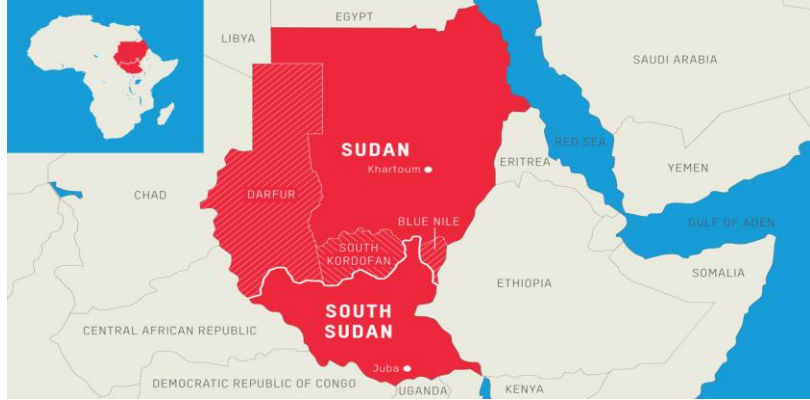 EGYPT
LIBYA
SAUDI ARABIA
SUDAN
RED SEA
Khartoum
ERITREA
YEMEN
CHAD
DARFUR
BLUE NILE
GULF OF ADEN
SOUTH
KORDOFAN
SOMALIA
ETHIOPIA
SOUTH
SUDAN
CENTRAL AFRICAN REPUBLIC
Juba
DEMOCRATIC REPUBLIC OF CONGO
UGANDA
KENYA